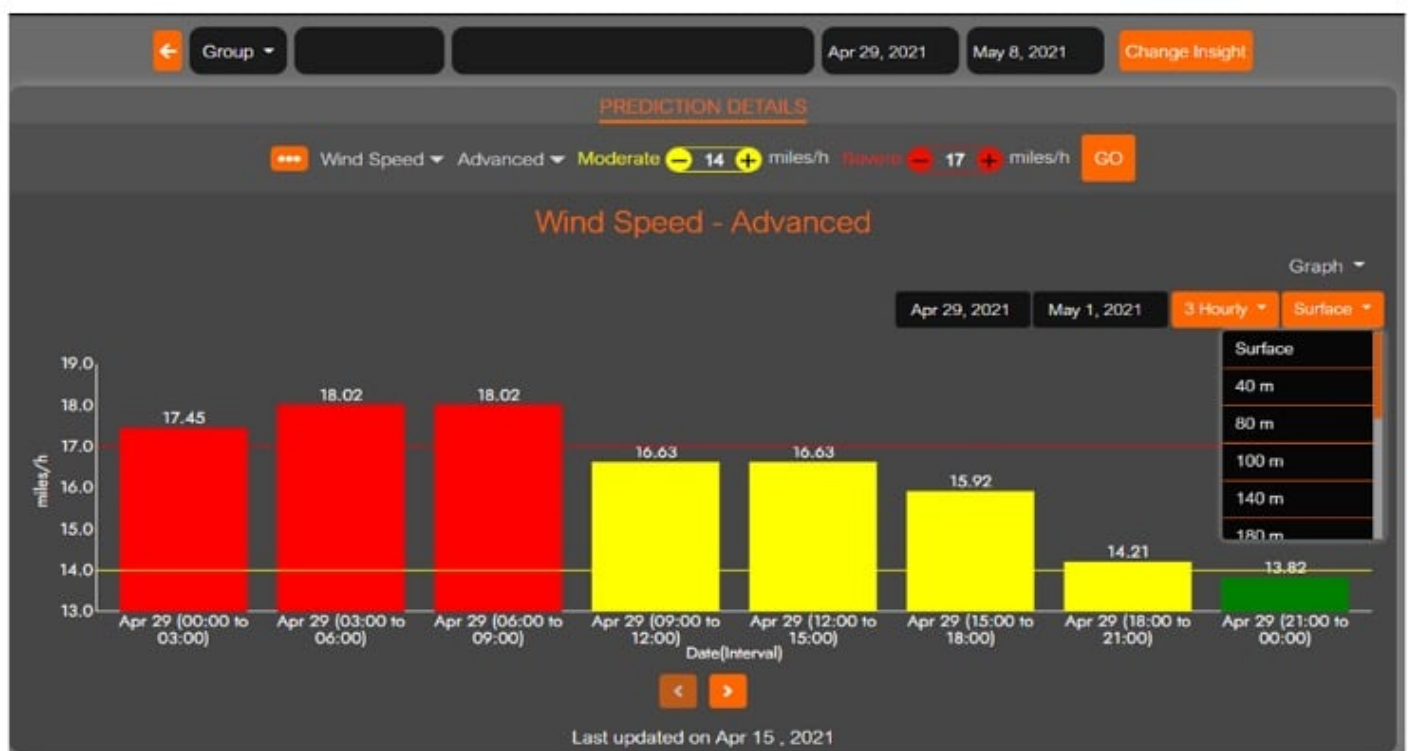 Group
Apr 29, 2021
May 8, 2021
Change Insight
PREDICTION DETAILS
Wind Speed
Advanced
Moderate
14
miles/h
Severe
17
miles/h
GO
Wind Speed - Advanced
Graph
Apr 29, 2021
May 1, 2021
3 Hourly
Surface
Surface
40 m
80 m
100 m
140 m
180 m
19.0
18.0
17.0
16.0
15.0
14.0
13.0
miles/h
17.45
18.02
18.02
16.63
16.63
15.92
14.21
13.82
Apr 29 (00:00 to
03:00)
Apr 29 (03:00 to
06:00)
Apr 29 (06:00 to
09:00)
Apr 29 (09:00 to
12:00)
Apr 29 (12:00 to
15:00)
Apr 29 (15:00 to
18:00)
Apr 29 (18:00 to
21:00)
Apr 29 (21:00 to
00:00)
Date(Interval)
Last updated on Apr 15 , 2021